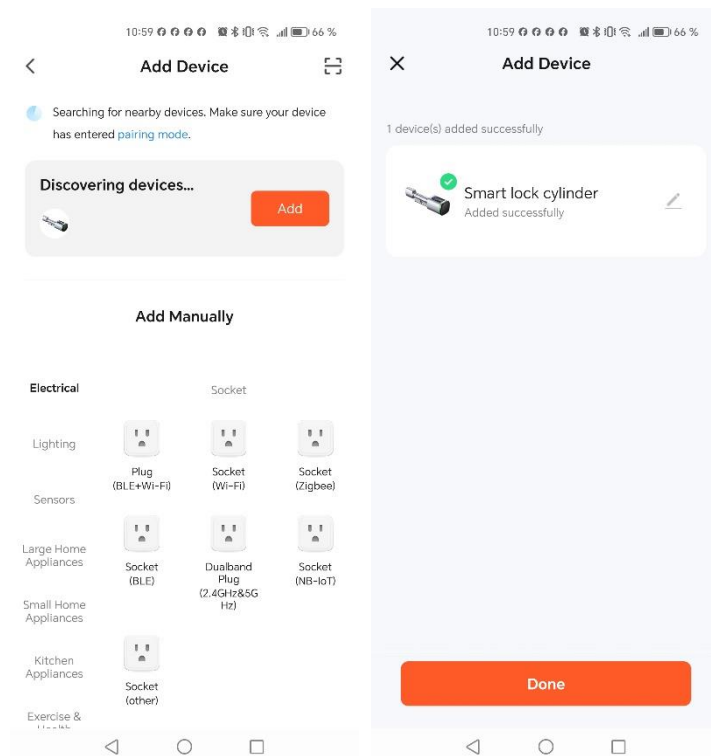 10:59
66 %
Add Device
Searching for nearby devices. Make sure your device
has entered pairing mode.
Discovering devices...
Add
Add Manually
Electrical
Socket
Lighting
Plug
(BLE+Wi-Fi)
Socket
(Wi-Fi)
Socket
(Zigbee)
Sensors
Large Home
Appliances
Socket
(BLE)
Dualband
Plug
(2.4GHz&5G
Hz)
Socket
(NB-IoT)
Small Home
Appliances
Kitchen
Appliances
Socket
(other)
Exercise &
10:59
66 %
Add Device
1 device(s) added successfully
Smart lock cylinder
Added successfully
Done